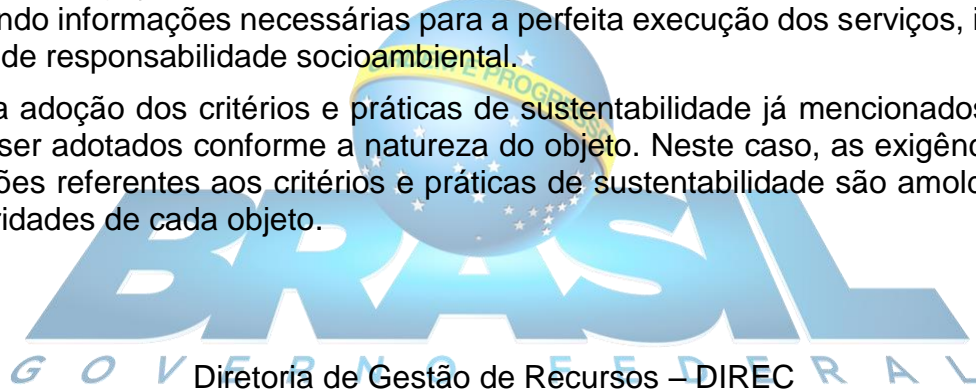 ndo informações necessárias para a perfeita execução dos serviços, i
de responsabilidade socioambiental.
a adoção dos critérios e práticas de sustentabilidade já mencionados
ser adotados conforme a natureza do objeto. Neste caso, as exigênc
ões referentes aos critérios e práticas de sustentabilidade são amolo
ridades de cada objeto.
BRASIL
GOVERNO FEDERAL
Diretoria de Gestão de Recursos – DIREC